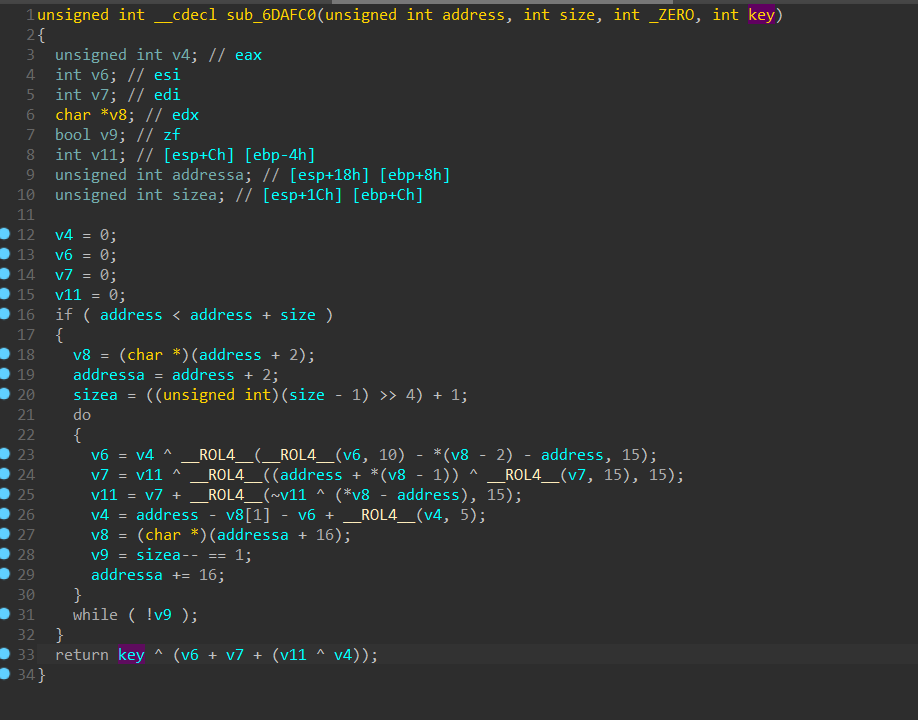 1 unsigned int __cdecl sub_6DAFC0(unsigned int address, int size, int _ZERO, int key)
2 {
3 unsigned int v4; // eax
4 int v6; // esi
5 int v7; // edi
6 char *v8; // edx
7 bool v9; // zf
8 int v11; // [esp+Ch] [ebp-4h]
9 unsigned int addressa; // [esp+18h] [ebp+8h]
10 unsigned int sizea; // [esp+1Ch] [ebp+Ch]
11
12 v4 = 0;
13 v6 = 0;
14 v7 = 0;
15 v11 = 0;
16 if ( address < address + size )
17 {
18 v8 = (char *)(address + 2);
19 addressa = address + 2;
20 sizea = ((unsigned int)(size - 1) >> 4) + 1;
21 do
22 {
23 v6 = v4 ^ __ROL4__(__ROL4__(v6, 10) - *(v8 - 2) - address, 15);
24 v7 = v11 ^ __ROL4__((address + *(v8 - 1)) ^ __ROL4__(v7, 15), 15);
25 v11 = v7 + __ROL4__(~v11 ^ (*v8 - address), 15);
26 v4 = address - v8[1] - v6 + __ROL4__(v4, 5);
27 v8 = (char *)(addressa + 16);
28 v9 = sizea-- == 1;
29 addressa += 16;
30 }
31 while ( !v9 );
32 }
33 return key ^ (v6 + v7 + (v11 ^ v4));
34 }